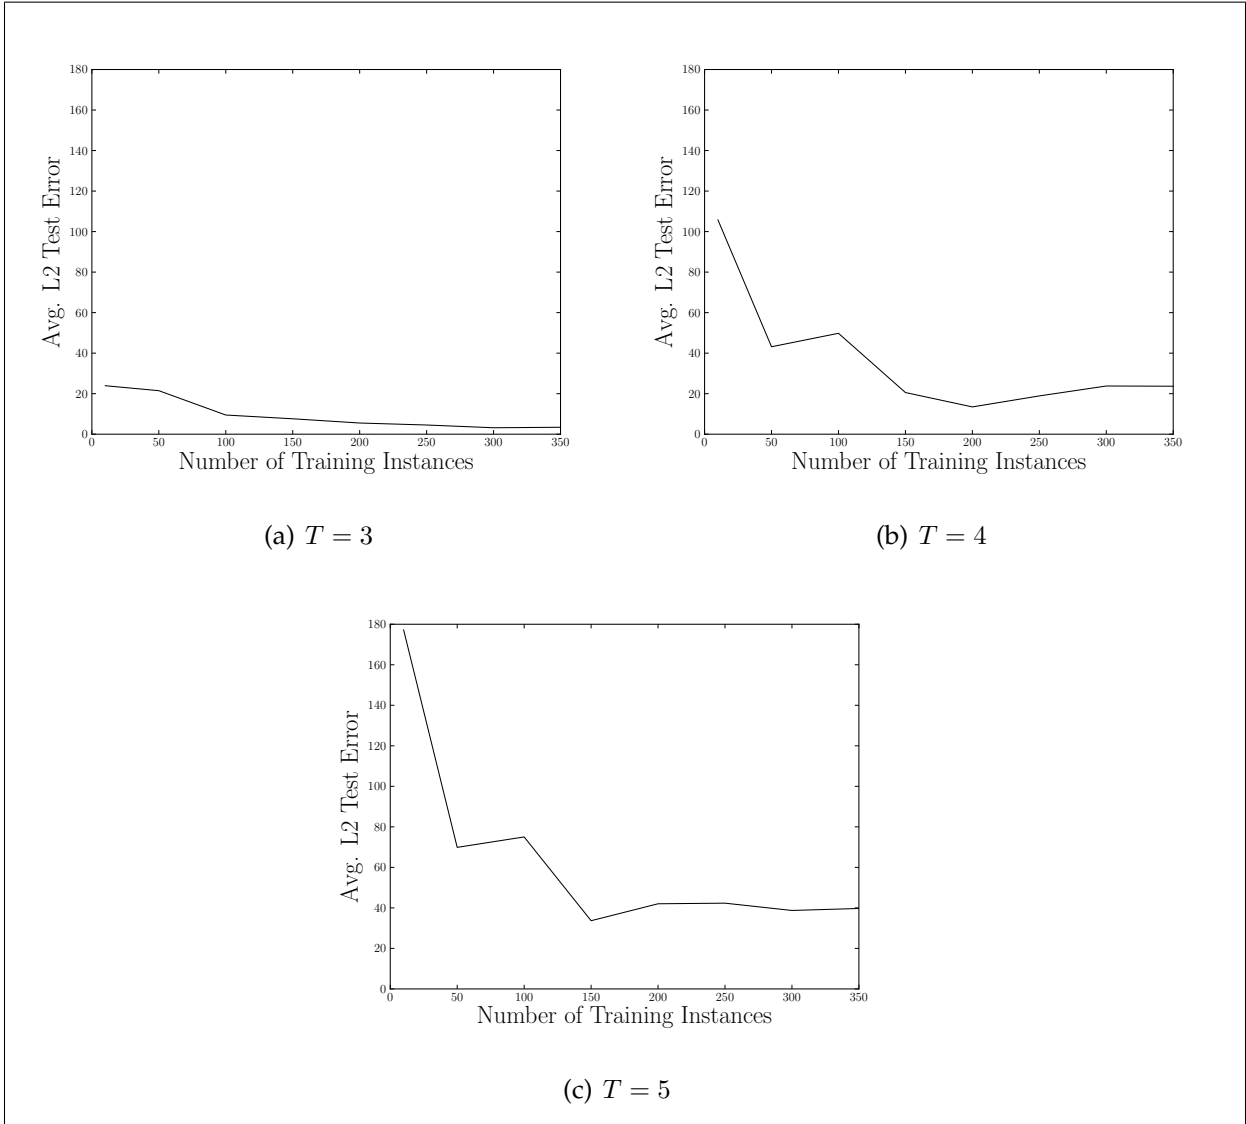 180
160
140
120
100
80
60
40
20
0
Avg. L2 Test Error
0 50 100 150 200 250 300 350
Number of Training Instances
(a) T = 3
180
160
140
120
100
80
60
40
20
0
Avg. L2 Test Error
0 50 100 150 200 250 300 350
Number of Training Instances
(b) T = 4
180
160
140
120
100
80
60
40
20
0
Avg. L2 Test Error
0 50 100 150 200 250 300 350
Number of Training Instances
(c) T = 5